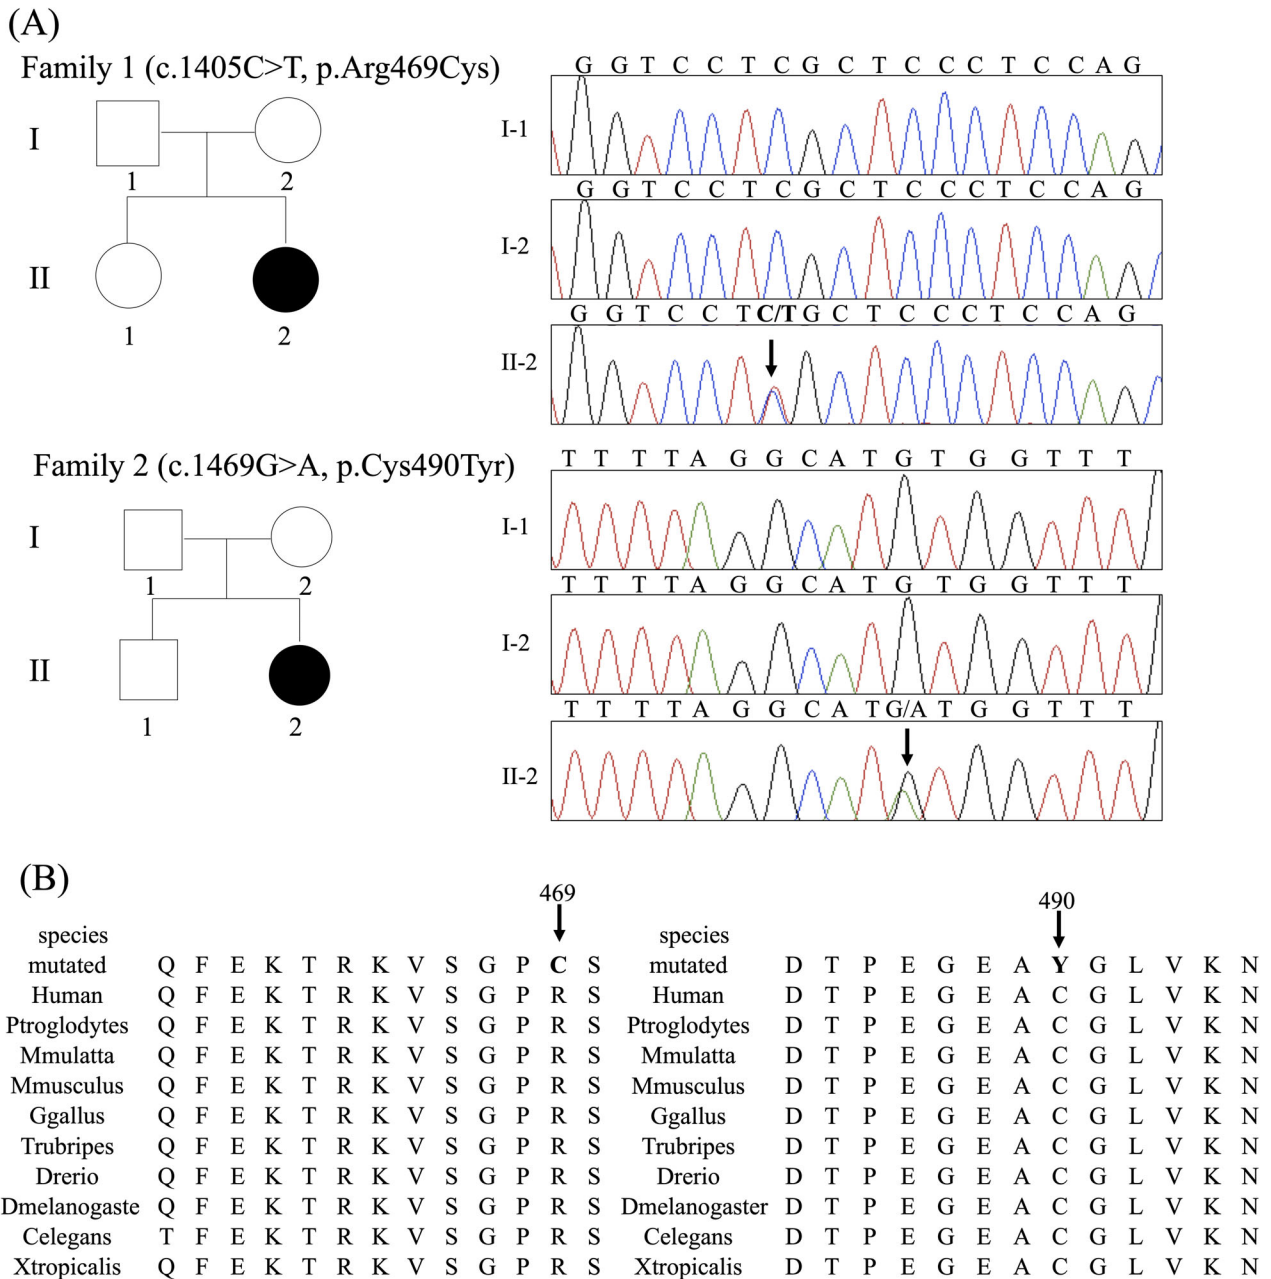 (A)
Family 1 (c.1405C>T, p.Arg469Cys)
I
1
2
II
1
2
G G T C C T C G C T C C C T C C A G
I-1
G G T C C T C G C T C C C T C C A G
I-2
G G T C C T C/T G C T C C C T C C A G
II-2
Family 2 (c.1469G>A, p.Cys490Tyr)
I
1
2
II
1
2
T T T T A G G C A T G T G G T T T
I-1
T T T T A G G C A T G T G G T T T
I-2
T T T T A G G C A T G/A T G G T T T
II-2
(B)
469
species
mutated Q F E K T R K V S G P C S
Human Q F E K T R K V S G P R S
Ptroglodytes Q F E K T R K V S G P R S
Mmulatta Q F E K T R K V S G P R S
Mmusculus Q F E K T R K V S G P R S
Ggallus Q F E K T R K V S G P R S
Trubripes Q F E K T R K V S G P R S
Drerio Q F E K T R K V S G P R S
Dmelanogaste Q F E K T R K V S G P R S
Celegans T F E K T R K V S G P R S
Xtropicalis Q F E K T R K V S G P R S
490
species
mutated D T P E G E A Y G L V K N
Human D T P E G E A C G L V K N
Ptroglodytes D T P E G E A C G L V K N
Mmulatta D T P E G E A C G L V K N
Mmusculus D T P E G E A C G L V K N
Ggallus D T P E G E A C G L V K N
Trubripes D T P E G E A C G L V K N
Drerio D T P E G E A C G L V K N
Dmelanogaster D T P E G E A C G L V K N
Celegans D T P E G E A C G L V K N
Xtropicalis D T P E G E A C G L V K N